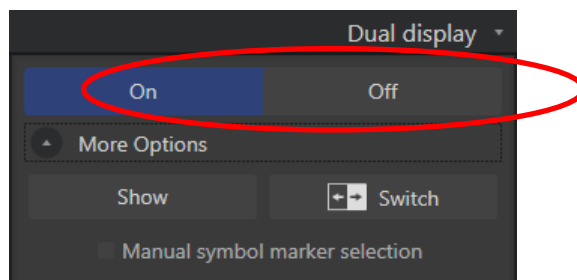 Dual display
On Off
More Options
Show Switch
Manual symbol marker selection